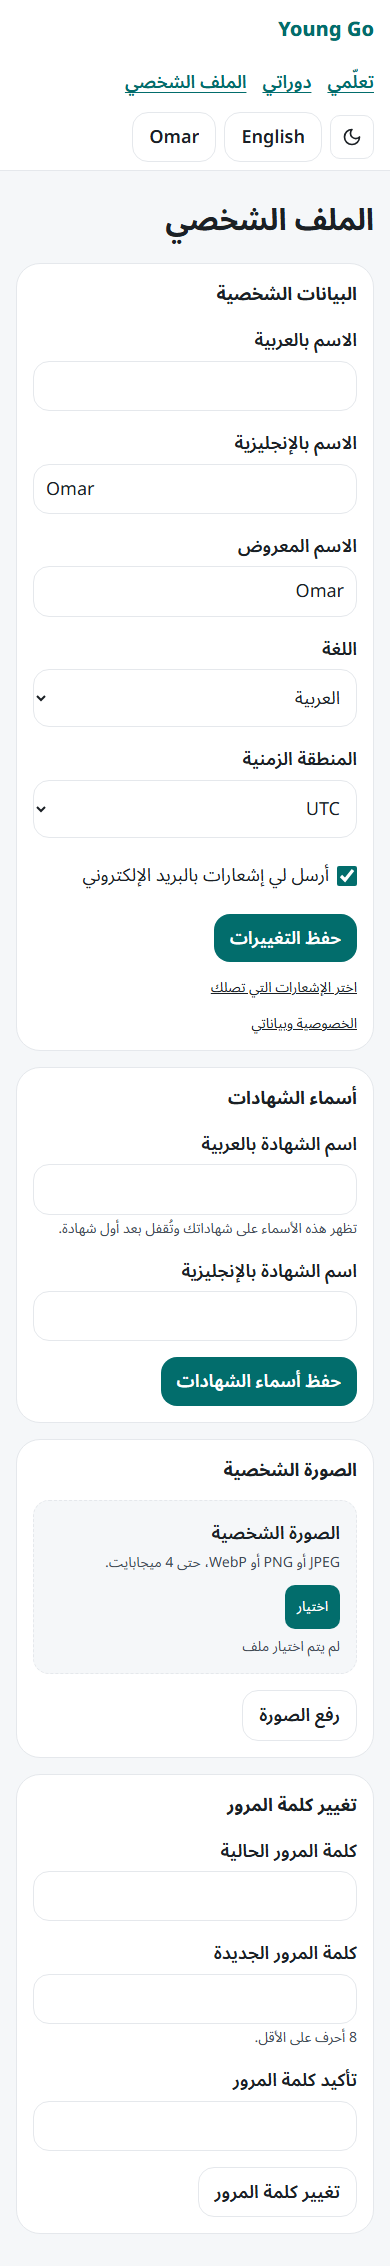 Young Go
تعلّمي دوراتي الملف الشخصي
English Omar
الملف الشخصي
البيانات الشخصية
الاسم بالعربية
الاسم بالإنجليزية
Omar
الاسم المعروض
Omar
اللغة
العربية
المنطقة الزمنية
UTC
أرسل لي إشعارات بالبريد الإلكتروني
حفظ التغييرات
اختر الإشعارات التي تصلك
الخصوصية وبياناتي
أسماء الشهادات
اسم الشهادة بالعربية
تظهر هذه الأسماء على شهاداتك وتُقفل بعد أول شهادة.
اسم الشهادة بالإنجليزية
حفظ أسماء الشهادات
الصورة الشخصية
الصورة الشخصية
JPEG أو PNG أو WebP، حتى 4 ميجابايت.
اختيار
لم يتم اختيار ملف
رفع الصورة
تغيير كلمة المرور
كلمة المرور الحالية
كلمة المرور الجديدة
8 أحرف على الأقل.
تأكيد كلمة المرور
تغيير كلمة المرور